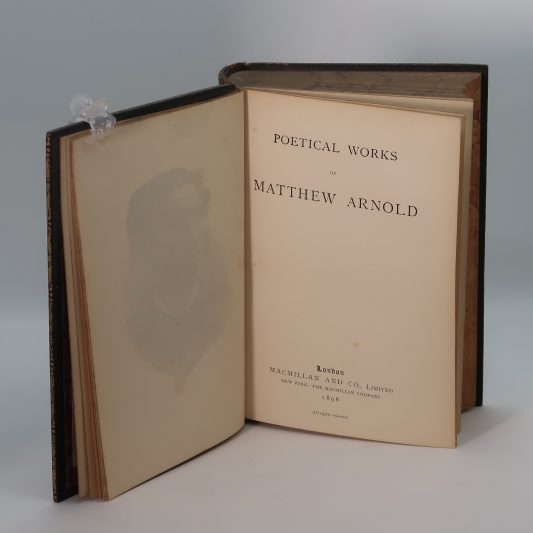 POETICAL WORKS
OF
MATTHEW ARNOLD
London
MACMILLAN AND CO., LIMITED
NEW YORK: THE MACMILLAN COMPANY
1898
All rights reserved